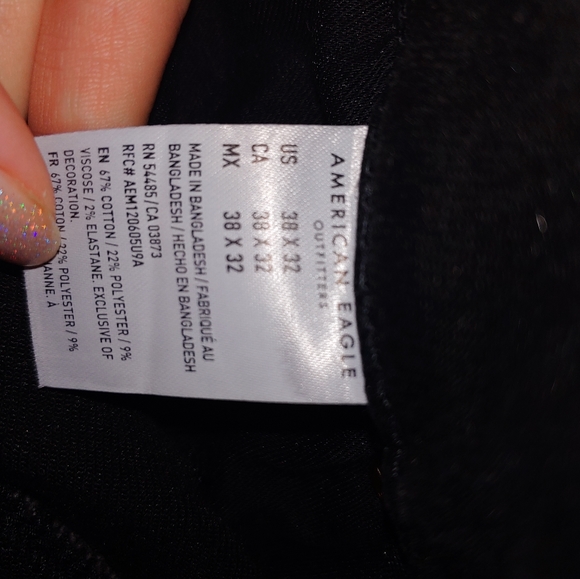 AMERICAN EAGLE
OUTFITTERS
US 38 X 32
CA 38 X 32
MX 38 X 32
MADE IN BANGLADESH / FABRIQUÉ AU
BANGLADESH / HECHO EN BANGLADESH
RN 54485 / CA 03873
RFC# AEM120605U9A
EN 67% COTTON / 22% POLYESTER / 9%
VISCOSE / 2% ELASTANE. EXCLUSIVE OF
DECORATION.
FR 67% COTON / 22% POLYESTER / 9%
ANNE. À